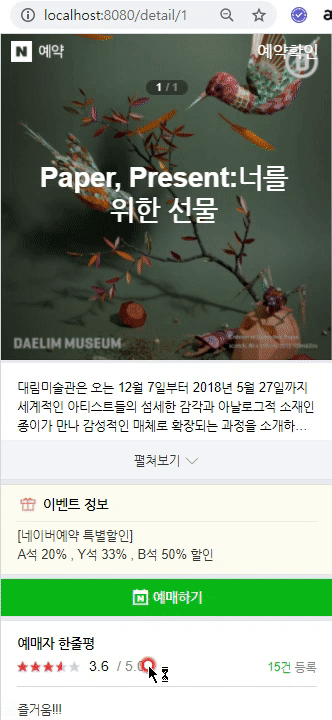 localhost:8080/detail/1
N 예약
예약확인
1 / 1
Paper, Present:너를
위한 선물
DAELIM MUSEUM
대림미술관은 오는 12월 7일부터 2018년 5월 27일까지
세계적인 아티스트들의 섬세한 감각과 아날로그적 소재인
종이가 만나 감성적인 매체로 확장되는 과정을 소개하...
펼쳐보기
이벤트 정보
[네이버예약 특별할인]
A석 20% , Y석 33% , B석 50% 할인
N 예매하기
예매자 한줄평
3.6 / 5.0
15건 등록
즐거움!!!